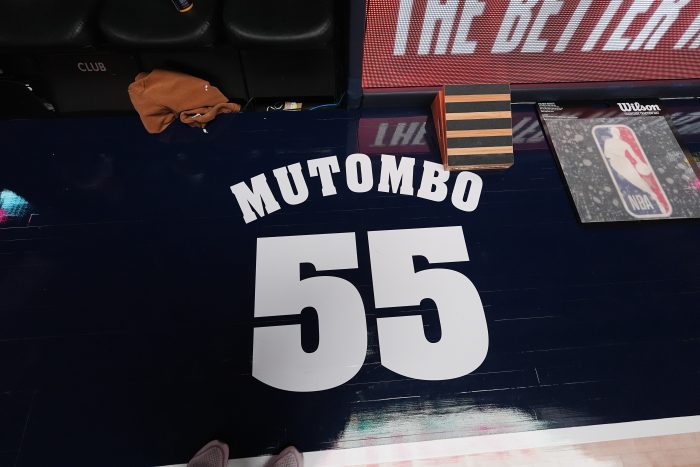 THE BETTER
CLUB
Wilson
MUTOMBO
55
NBA